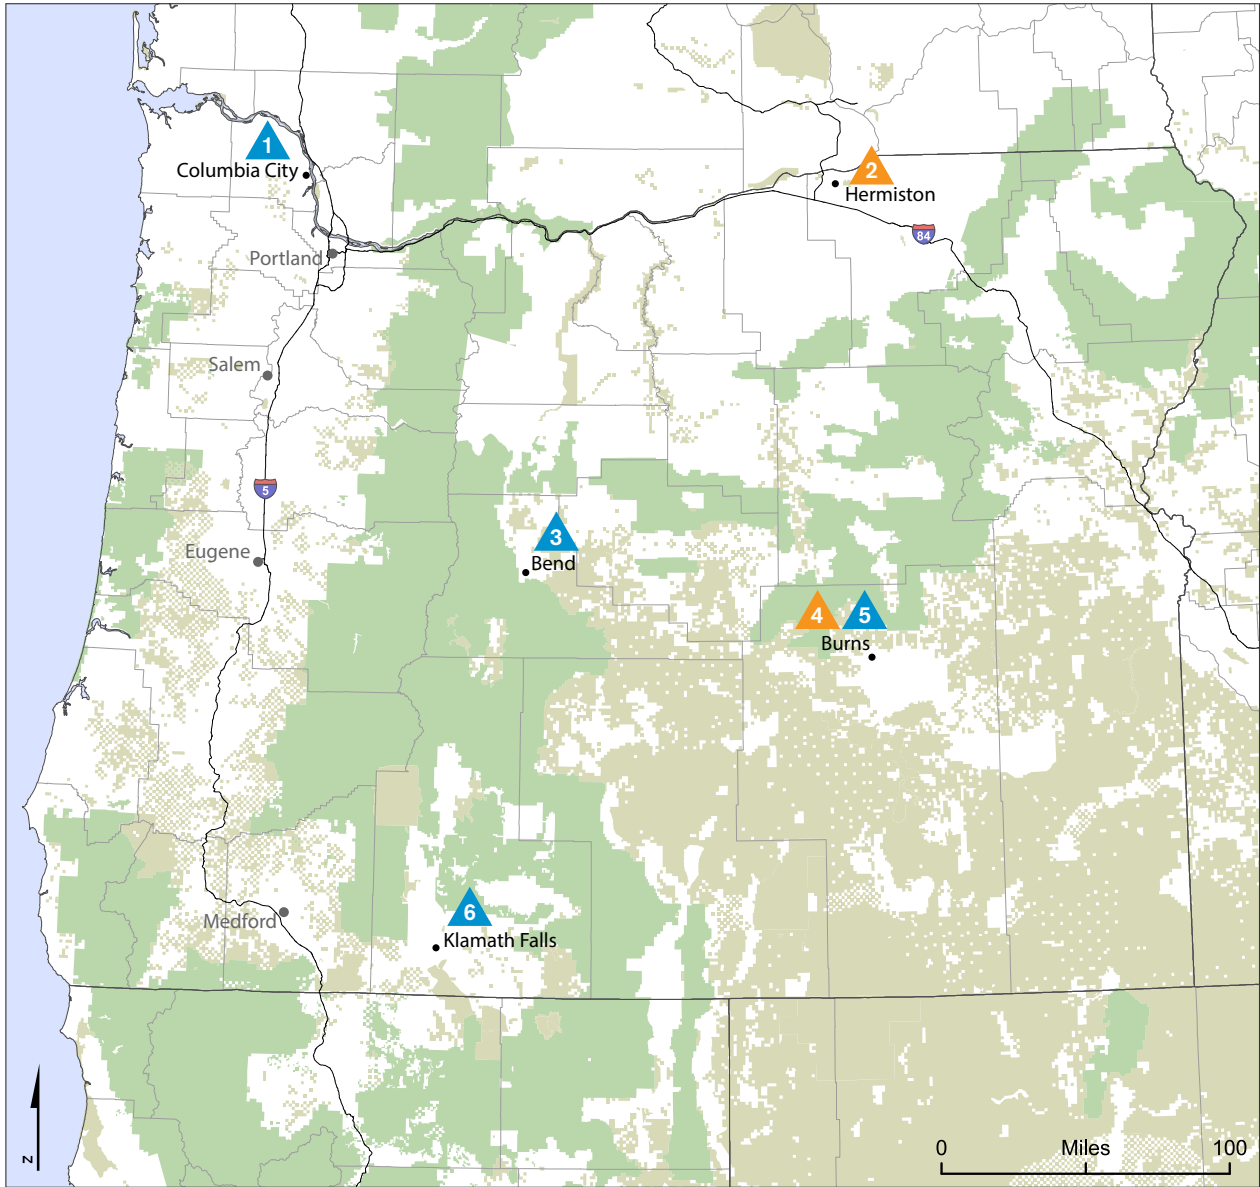 1
Columbia City
2
Hermiston
84
Portland
Salem
5
3
Bend
Eugene
4
5
Burns
6
Klamath Falls
Medford
N
0
Miles
100